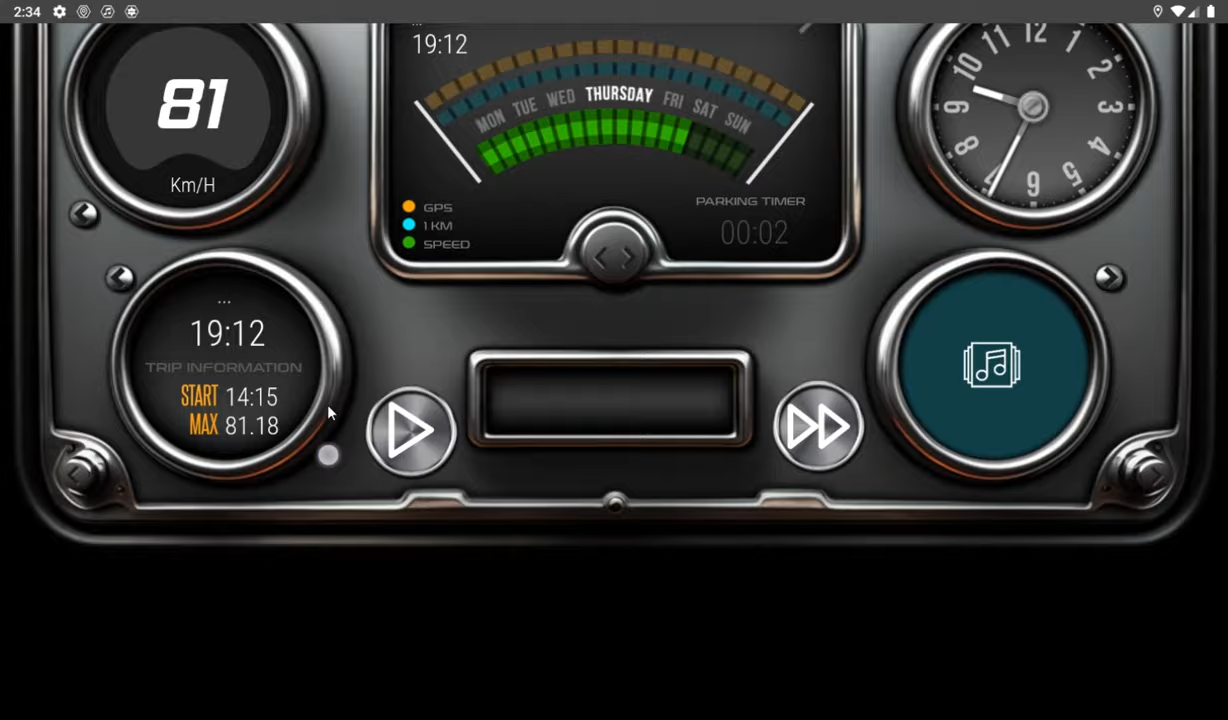 2:34
81
Km/H
...
19:12
MON TUE WED THURSDAY FRI SAT SUN
GPS
1 KM
SPEED
PARKING TIMER
00:02
12
1
2
3
4
5
6
8
9
10
11
...
19:12
TRIP INFORMATION
START 14:15
MAX 81.18